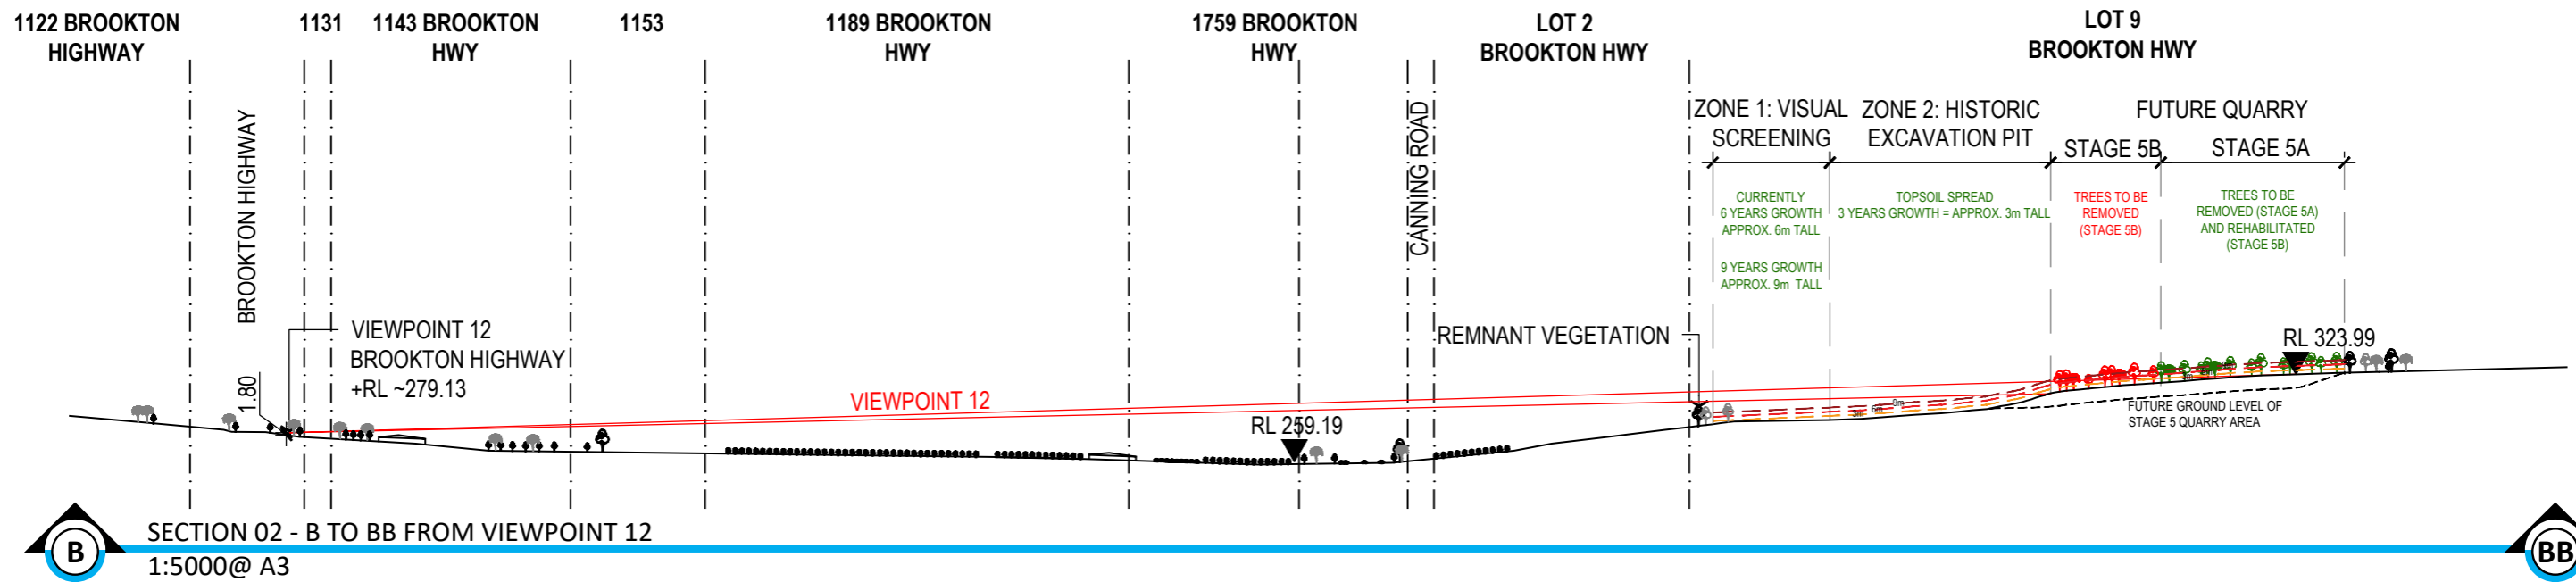 1122 BROOKTON
HIGHWAY
1131
1143 BROOKTON
HWY
1153
1189 BROOKTON
HWY
1759 BROOKTON
HWY
LOT 2
BROOKTON HWY
LOT 9
BROOKTON HWY
BROOKTON HIGHWAY
CANNING ROAD
ZONE 1: VISUAL
SCREENING
ZONE 2: HISTORIC
EXCAVATION PIT
FUTURE QUARRY
STAGE 5B
STAGE 5A
CURRENTLY
6 YEARS GROWTH
APPROX. 6m TALL
9 YEARS GROWTH
APPROX. 9m TALL
TOPSOIL SPREAD
3 YEARS GROWTH = APPROX. 3m TALL
TREES TO BE
REMOVED
(STAGE 5B)
TREES TO BE
REMOVED (STAGE 5A)
AND REHABILITATED
(STAGE 5B)
1.80
VIEWPOINT 12
BROOKTON HIGHWAY
+RL ~279.13
VIEWPOINT 12
RL 259.19
REMNANT VEGETATION
RL 323.99
3m 6m 9m
FUTURE GROUND LEVEL OF
STAGE 5 QUARRY AREA
B
SECTION 02 - B TO BB FROM VIEWPOINT 12
1:5000@ A3
BB